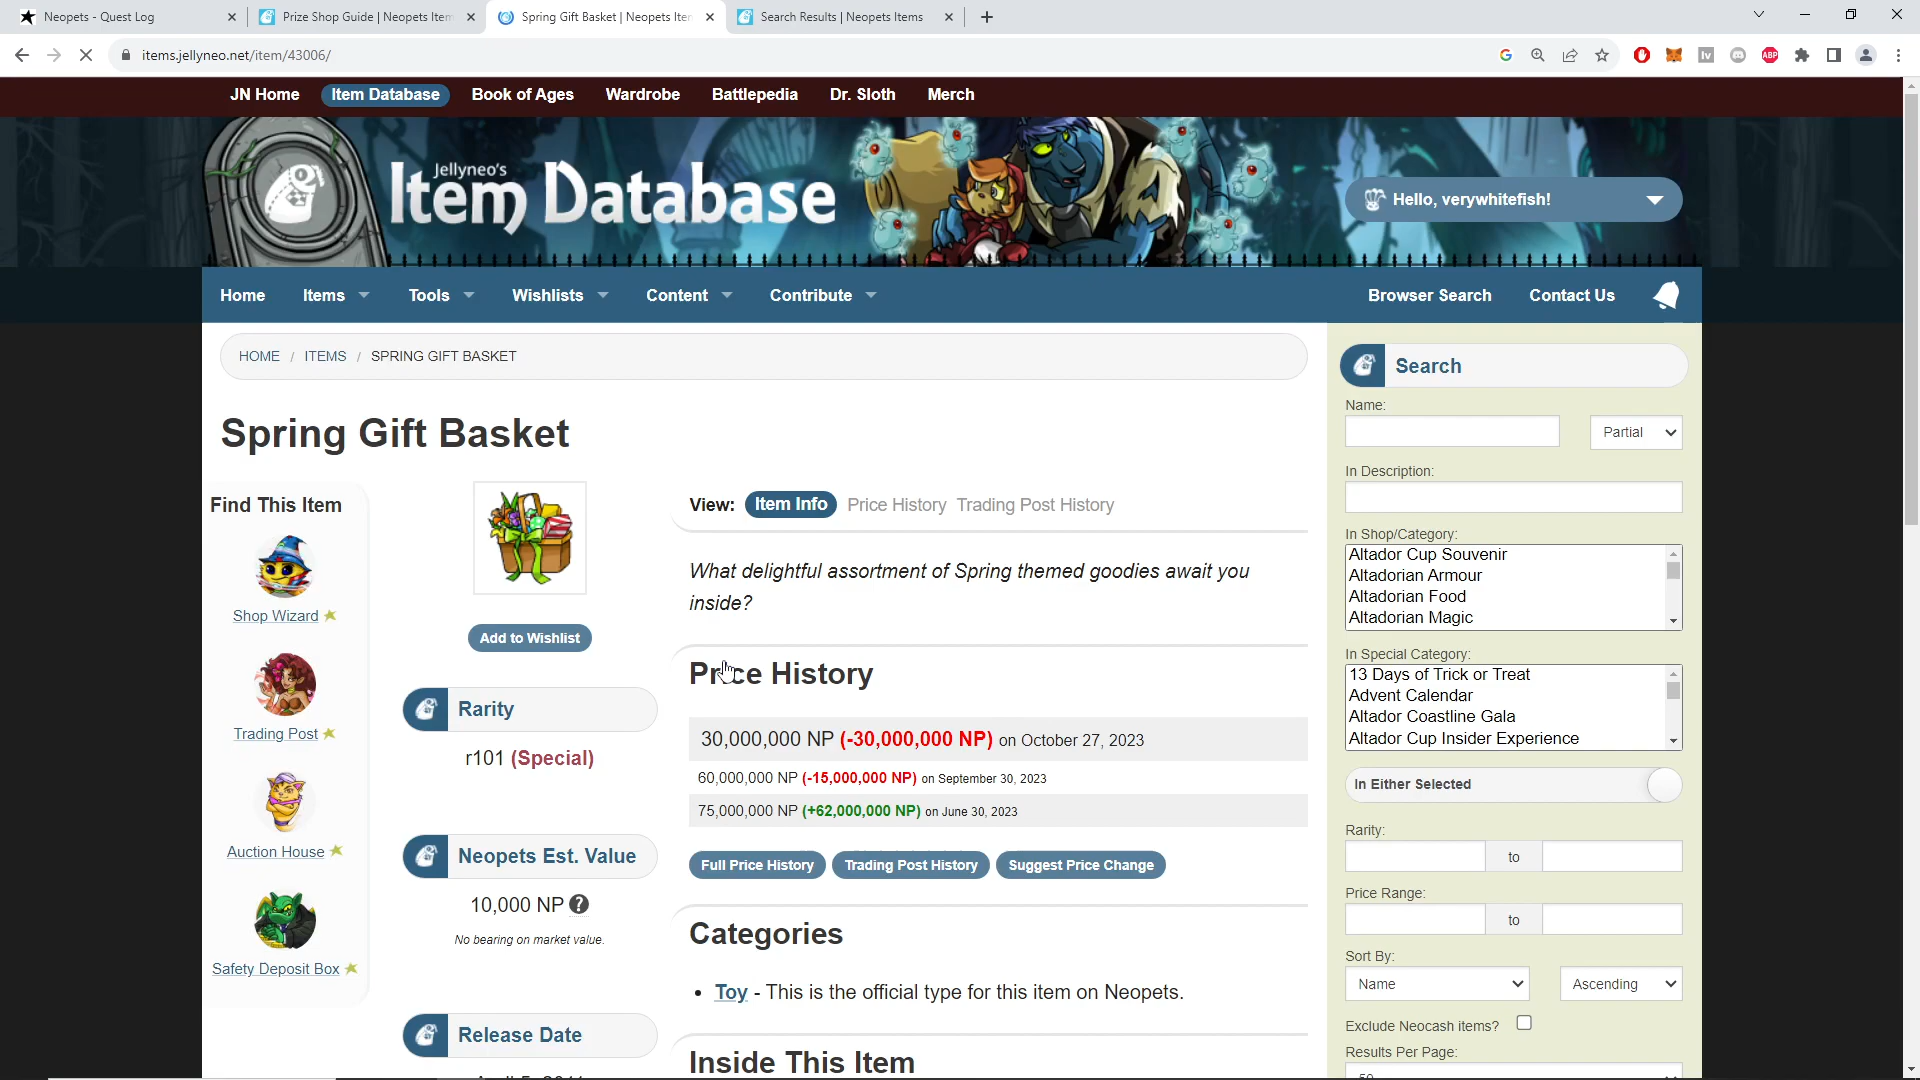 Neopets - Quest Log
Prize Shop Guide | Neopets Item
Spring Gift Basket | Neopets Iter
Search Results | Neopets Items
items.jellyneo.net/item/43006/
JN Home Item Database Book of Ages Wardrobe Battlepedia Dr. Sloth Merch
Jellyneo's
Item Database
Hello, verywhitefish!
Home Items Tools Wishlists Content Contribute Browser Search Contact Us
HOME / ITEMS / SPRING GIFT BASKET
Spring Gift Basket
Find This Item
Shop Wizard
Trading Post
Auction House
Safety Deposit Box
Add to Wishlist
Rarity
r101 (Special)
Neopets Est. Value
10,000 NP ?
No bearing on market value.
Release Date
View: Item Info Price History Trading Post History
What delightful assortment of Spring themed goodies await you
inside?
Price History
30,000,000 NP (-30,000,000 NP) on October 27, 2023
60,000,000 NP (-15,000,000 NP) on September 30, 2023
75,000,000 NP (+62,000,000 NP) on June 30, 2023
Full Price History Trading Post History Suggest Price Change
Categories
• Toy - This is the official type for this item on Neopets.
Inside This Item
Search
Name:
Partial
In Description:
In Shop/Category:
Altador Cup Souvenir
Altadorian Armour
Altadorian Food
Altadorian Magic
In Special Category:
13 Days of Trick or Treat
Advent Calendar
Altador Coastline Gala
Altador Cup Insider Experience
In Either Selected
Rarity:
to
Price Range:
to
Sort By:
Name Ascending
Exclude Neocash items?
Results Per Page:
50